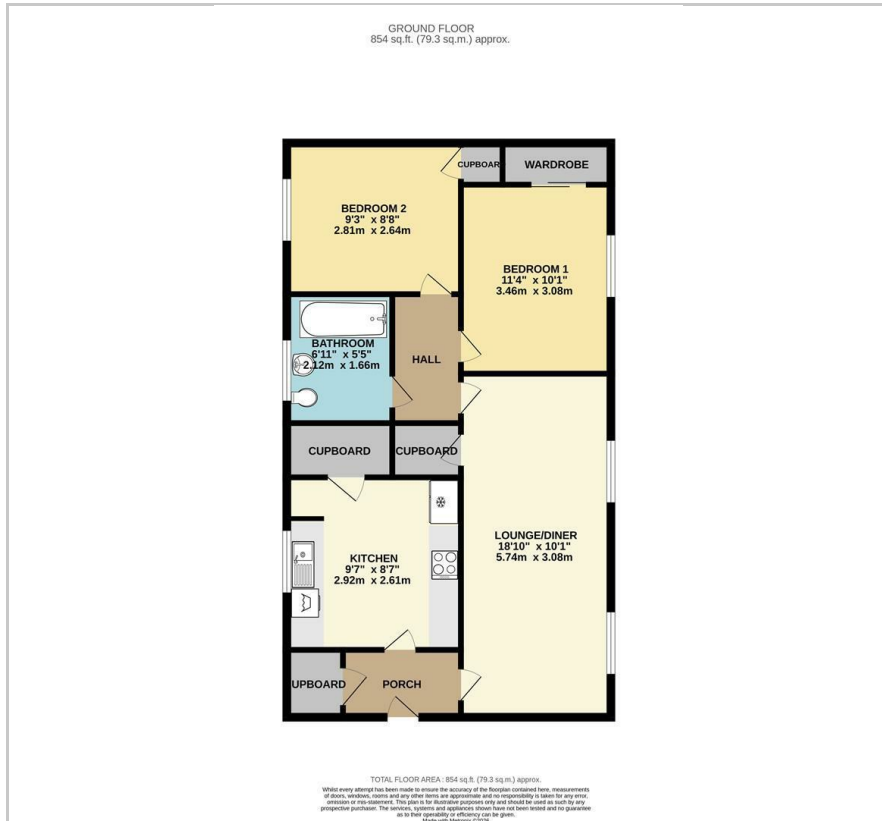 GROUND FLOOR
854 sq.ft. (79.3 sq.m.) approx.
CUPBOAR
WARDROBE
BEDROOM 2
9'3" x 8'8"
2.81m x 2.64m
BEDROOM 1
11'4" x 10'1"
3.46m x 3.08m
BATHROOM
6'11" x 5'5"
2.12m x 1.66m
HALL
CUPBOARD
CUPBOARD
LOUNGE/DINER
18'10" x 10'1"
5.74m x 3.08m
KITCHEN
9'7" x 8'7"
2.92m x 2.61m
UPBOARD
PORCH
TOTAL FLOOR AREA : 854 sq.ft. (79.3 sq.m.) approx.
Whilst every attempt has been made to ensure the accuracy of the floorplan contained here, measurements
of doors, windows, rooms and any other items are approximate and no responsibility is taken for any error,
omission or mis-statement. This plan is for illustrative purposes only and should be used as such by any
prospective purchaser. The services, systems and appliances shown have not been tested and no guarantee
as to their operability or efficiency can be given.
Made with Metropix ©2026